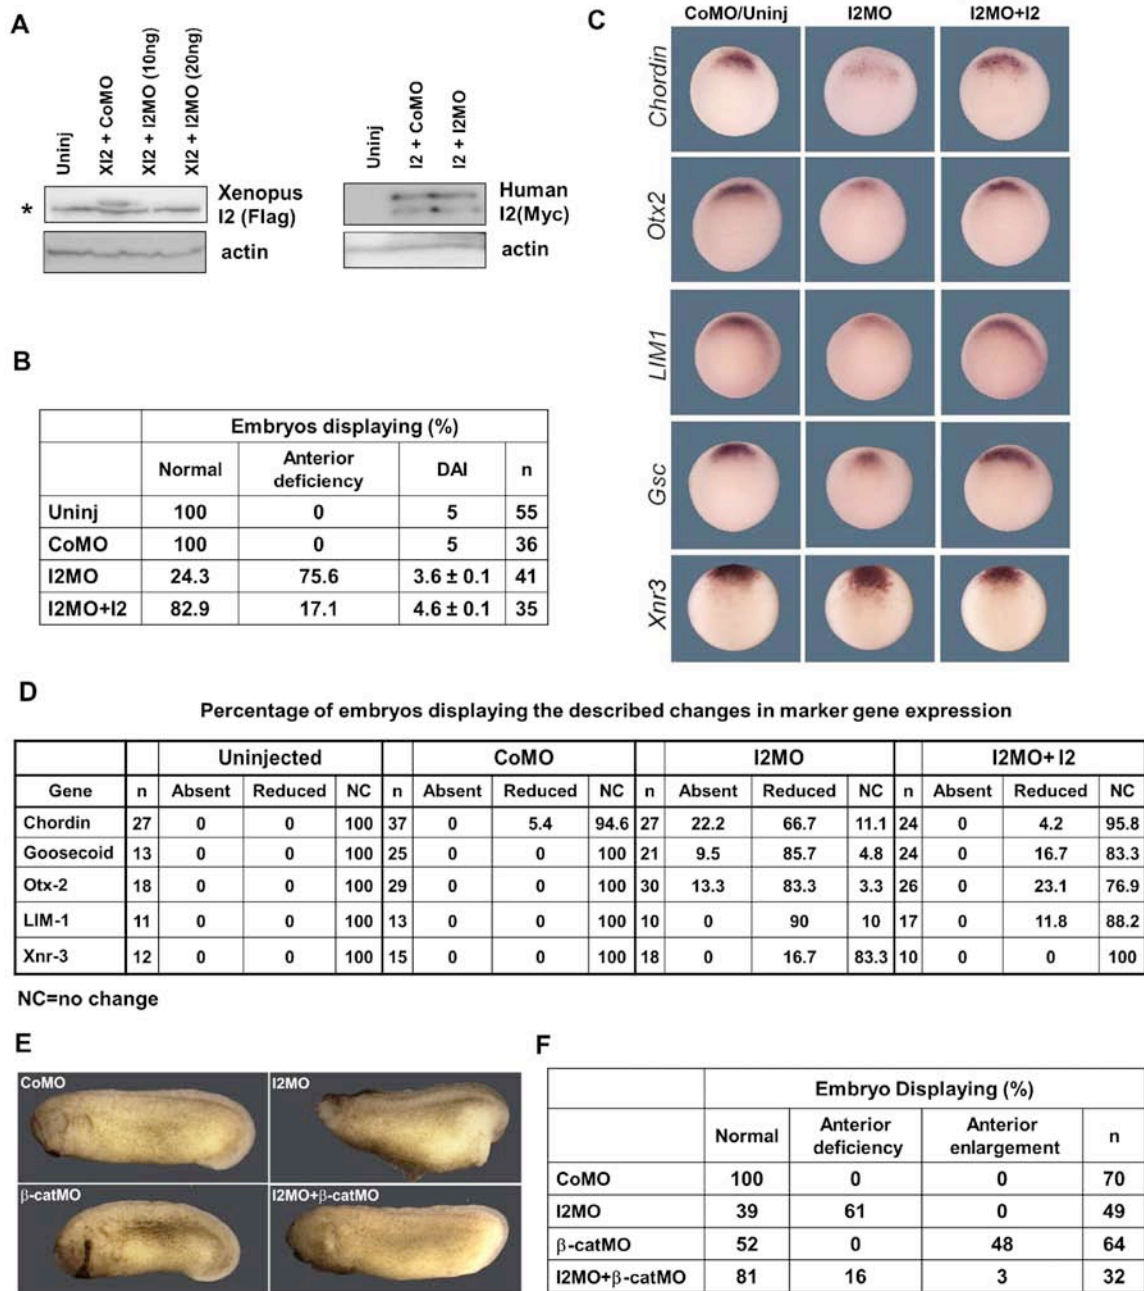 A
Uninj
XI2 + CoMO
XI2 + I2MO (10ng)
XI2 + I2MO (20ng)
*
Xenopus
I2 (Flag)
actin
Uninj
I2 + CoMO
I2 + I2MO
Human
I2(Myc)
actin
B
Embryos displaying (%)
Normal Anterior deficiency DAI n
Uninj 100 0 5 55
CoMO 100 0 5 36
I2MO 24.3 75.6 3.6 ± 0.1 41
I2MO+I2 82.9 17.1 4.6 ± 0.1 35
C
CoMO/Uninj I2MO I2MO+I2
Chordin
Otx2
LIM1
Gsc
Xnr3
D
Percentage of embryos displaying the described changes in marker gene expression
Uninjected CoMO I2MO I2MO+ I2
Gene n Absent Reduced NC n Absent Reduced NC n Absent Reduced NC n Absent Reduced NC
Chordin 27 0 0 100 37 0 5.4 94.6 27 22.2 66.7 11.1 24 0 4.2 95.8
Goosecoid 13 0 0 100 25 0 0 100 21 9.5 85.7 4.8 24 0 16.7 83.3
Otx-2 18 0 0 100 29 0 0 100 30 13.3 83.3 3.3 26 0 23.1 76.9
LIM-1 11 0 0 100 13 0 0 100 10 0 90 10 17 0 11.8 88.2
Xnr-3 12 0 0 100 15 0 0 100 18 0 16.7 83.3 10 0 0 100
NC=no change
E
CoMO
I2MO
β-catMO
I2MO+β-catMO
F
Embryo Displaying (%)
Normal Anterior deficiency Anterior enlargement n
CoMO 100 0 0 70
I2MO 39 61 0 49
β-catMO 52 0 48 64
I2MO+β-catMO 81 16 3 32